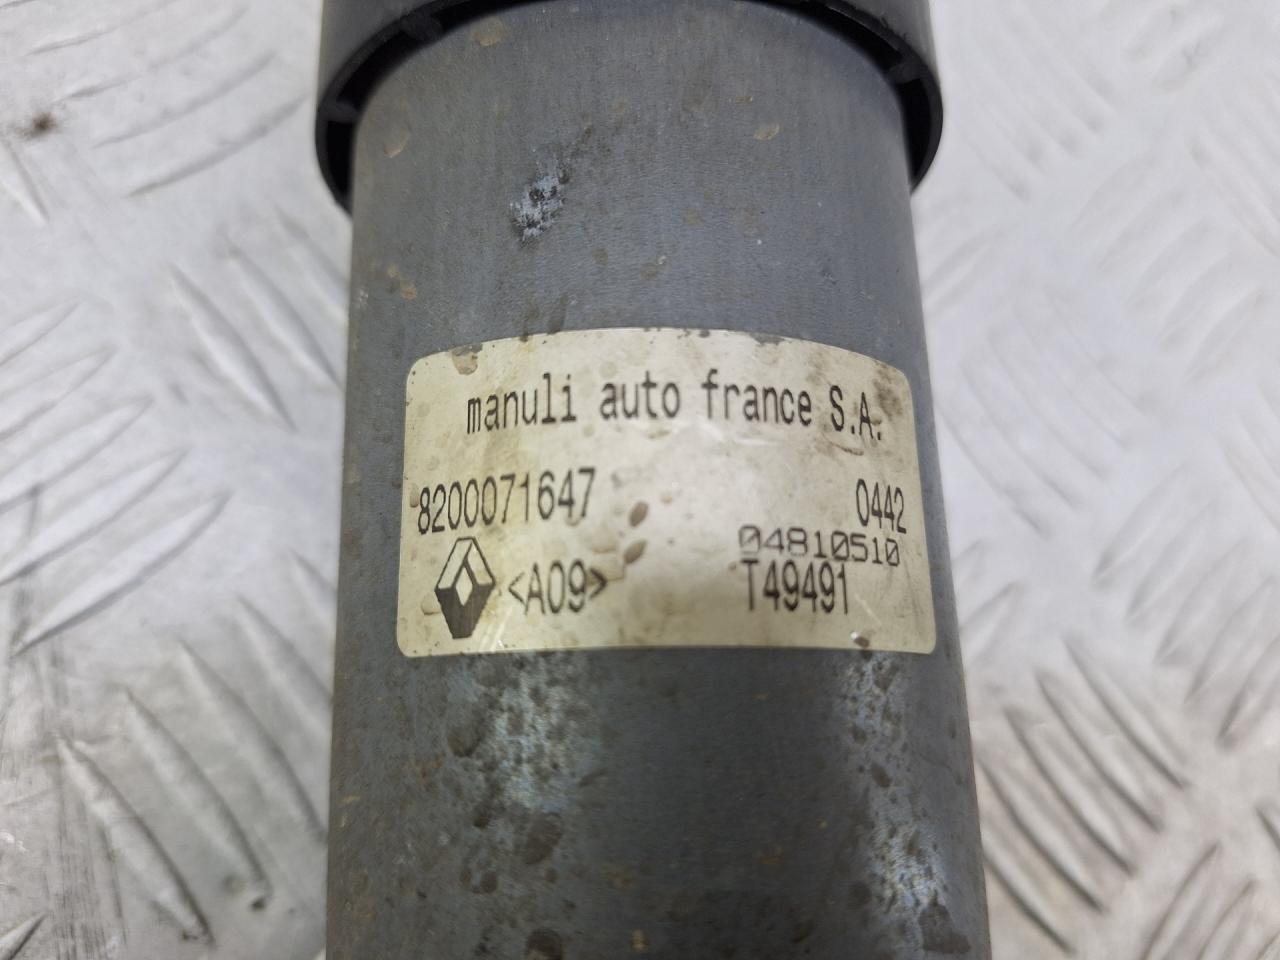 manuli auto france S.A.
8200071647 0442
04810510
<A09> T49491